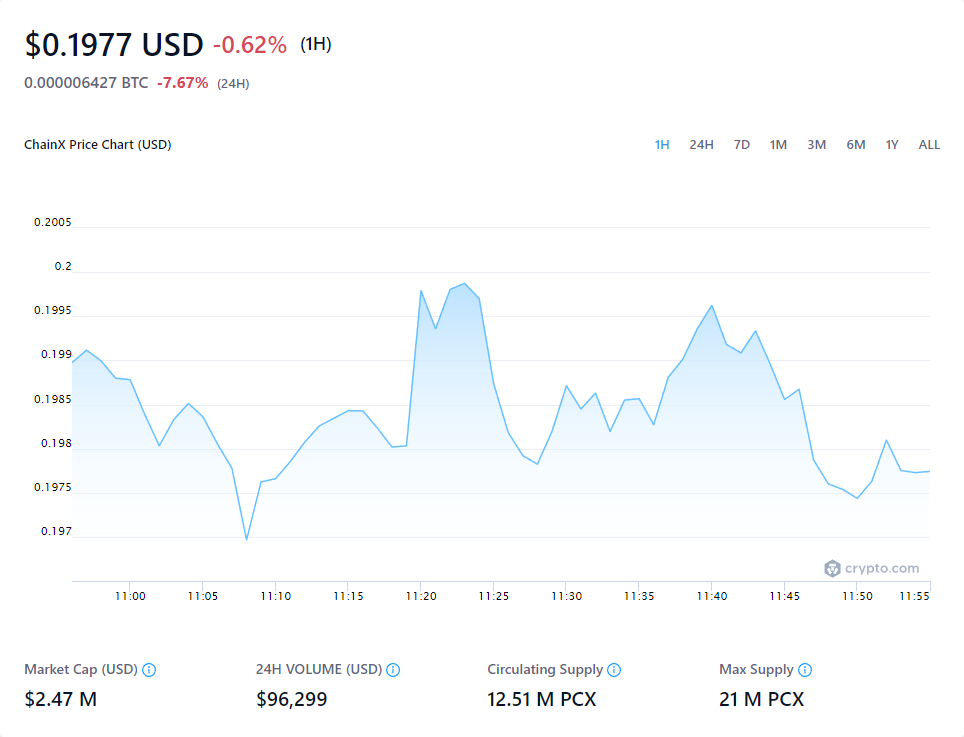 $0.1977 USD -0.62% (1H)
0.000006427 BTC -7.67% (24H)
ChainX Price Chart (USD)
1H 24H 7D 1M 3M 6M 1Y ALL
0.2005
0.2
0.1995
0.199
0.1985
0.198
0.1975
0.197
crypto.com
11:00 11:05 11:10 11:15 11:20 11:25 11:30 11:35 11:40 11:45 11:50 11:55
Market Cap (USD) 24H VOLUME (USD) Circulating Supply Max Supply
$2.47 M $96,299 12.51 M PCX 21 M PCX